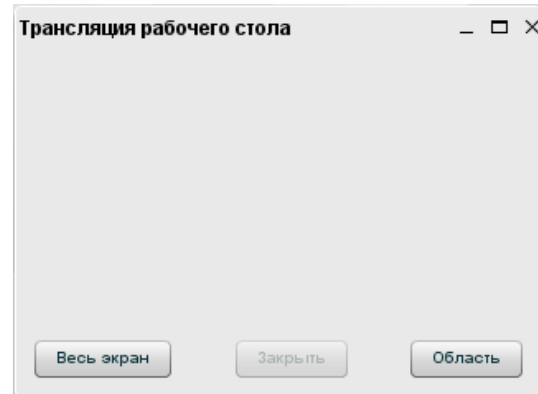 Трансляция рабочего стола
Весь экран Закрыть Область